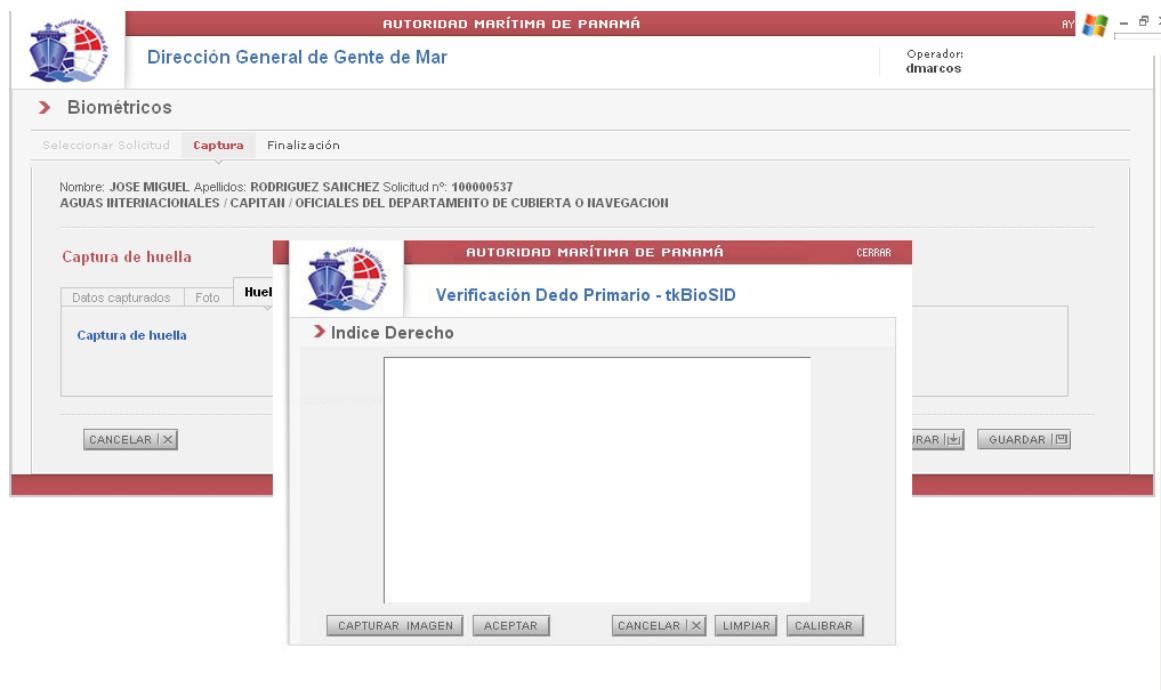 AUTORIDAD MARÍTIMA DE PANAMÁ
Dirección General de Gente de Mar
Operador:
dmarcos
Biométricos
Seleccionar Solicitud Captura Finalización
Nombre: JOSE MIGUEL Apellidos: RODRIGUEZ SANCHEZ Solicitud nº: 100000537
AGUAS INTERNACIONALES / CAPITAN / OFICIALES DEL DEPARTAMENTO DE CUBIERTA O NAVEGACION
Captura de huella
Datos capturados Foto
Captura de huella
CANCELAR GUARDAR
AUTORIDAD MARÍTIMA DE PANAMÁ CERRAR
Verificación Dedo Primario - tkBioSID
Indice Derecho
CAPTURAR IMAGEN ACEPTAR CANCELAR LIMPIAR CALIBRAR